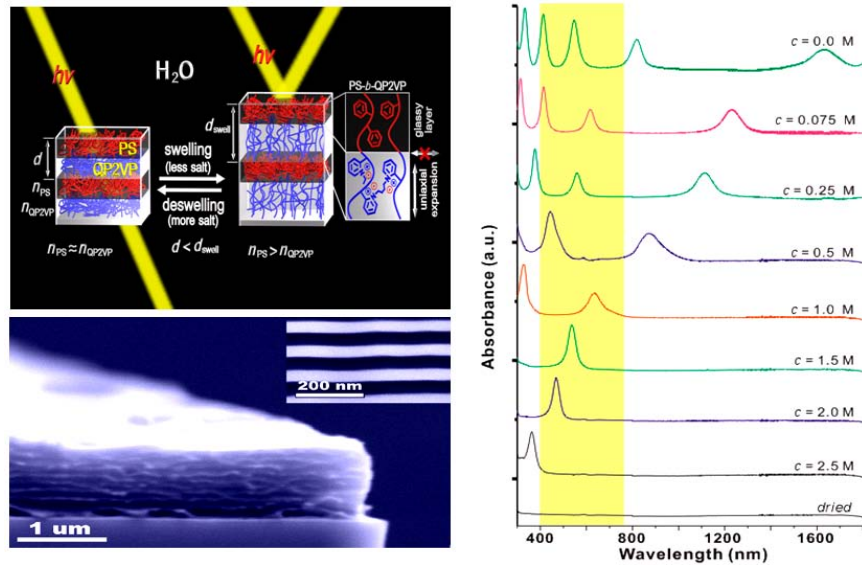 hν
H2O
hν
PS-b-QP2VP
PS
QP2VP
d
nPS
nQP2VP
swelling
(less salt)
deswelling
(more salt)
dswell
glassy
layer
uniaxial
expansion
nPS ≈ nQP2VP
d < dswell
nPS > nQP2VP
200 nm
1 um
Absorbance (a.u.)
c = 0.0 M
c = 0.075 M
c = 0.25 M
c = 0.5 M
c = 1.0 M
c = 1.5 M
c = 2.0 M
c = 2.5 M
dried
400 800 1200 1600
Wavelength (nm)